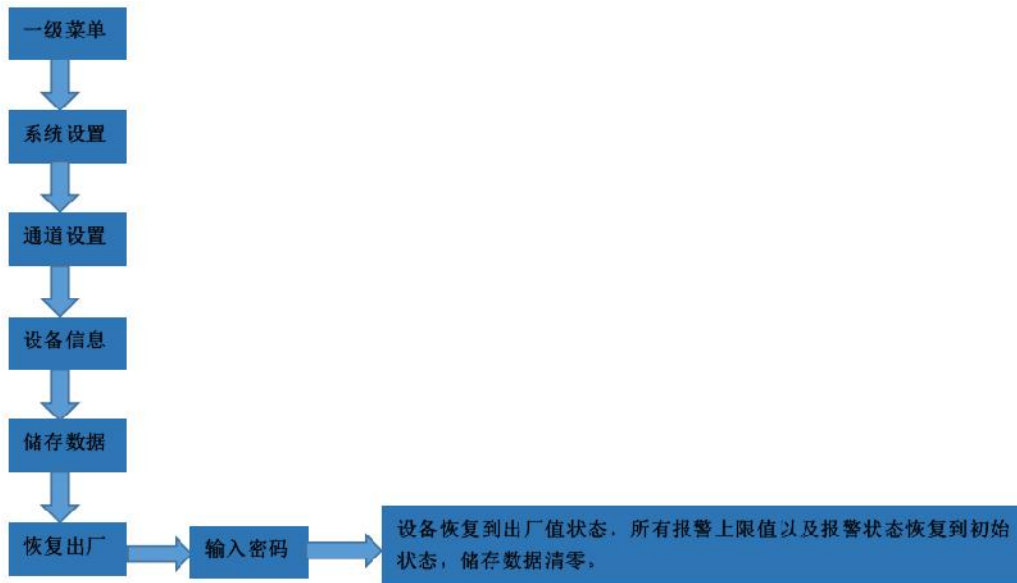 一级菜单
系统设置
通道设置
设备信息
储存数据
恢复出厂
输入密码
设备恢复到出厂值状态，所有报警上限值以及报警状态恢复到初始
状态，储存数据清零。